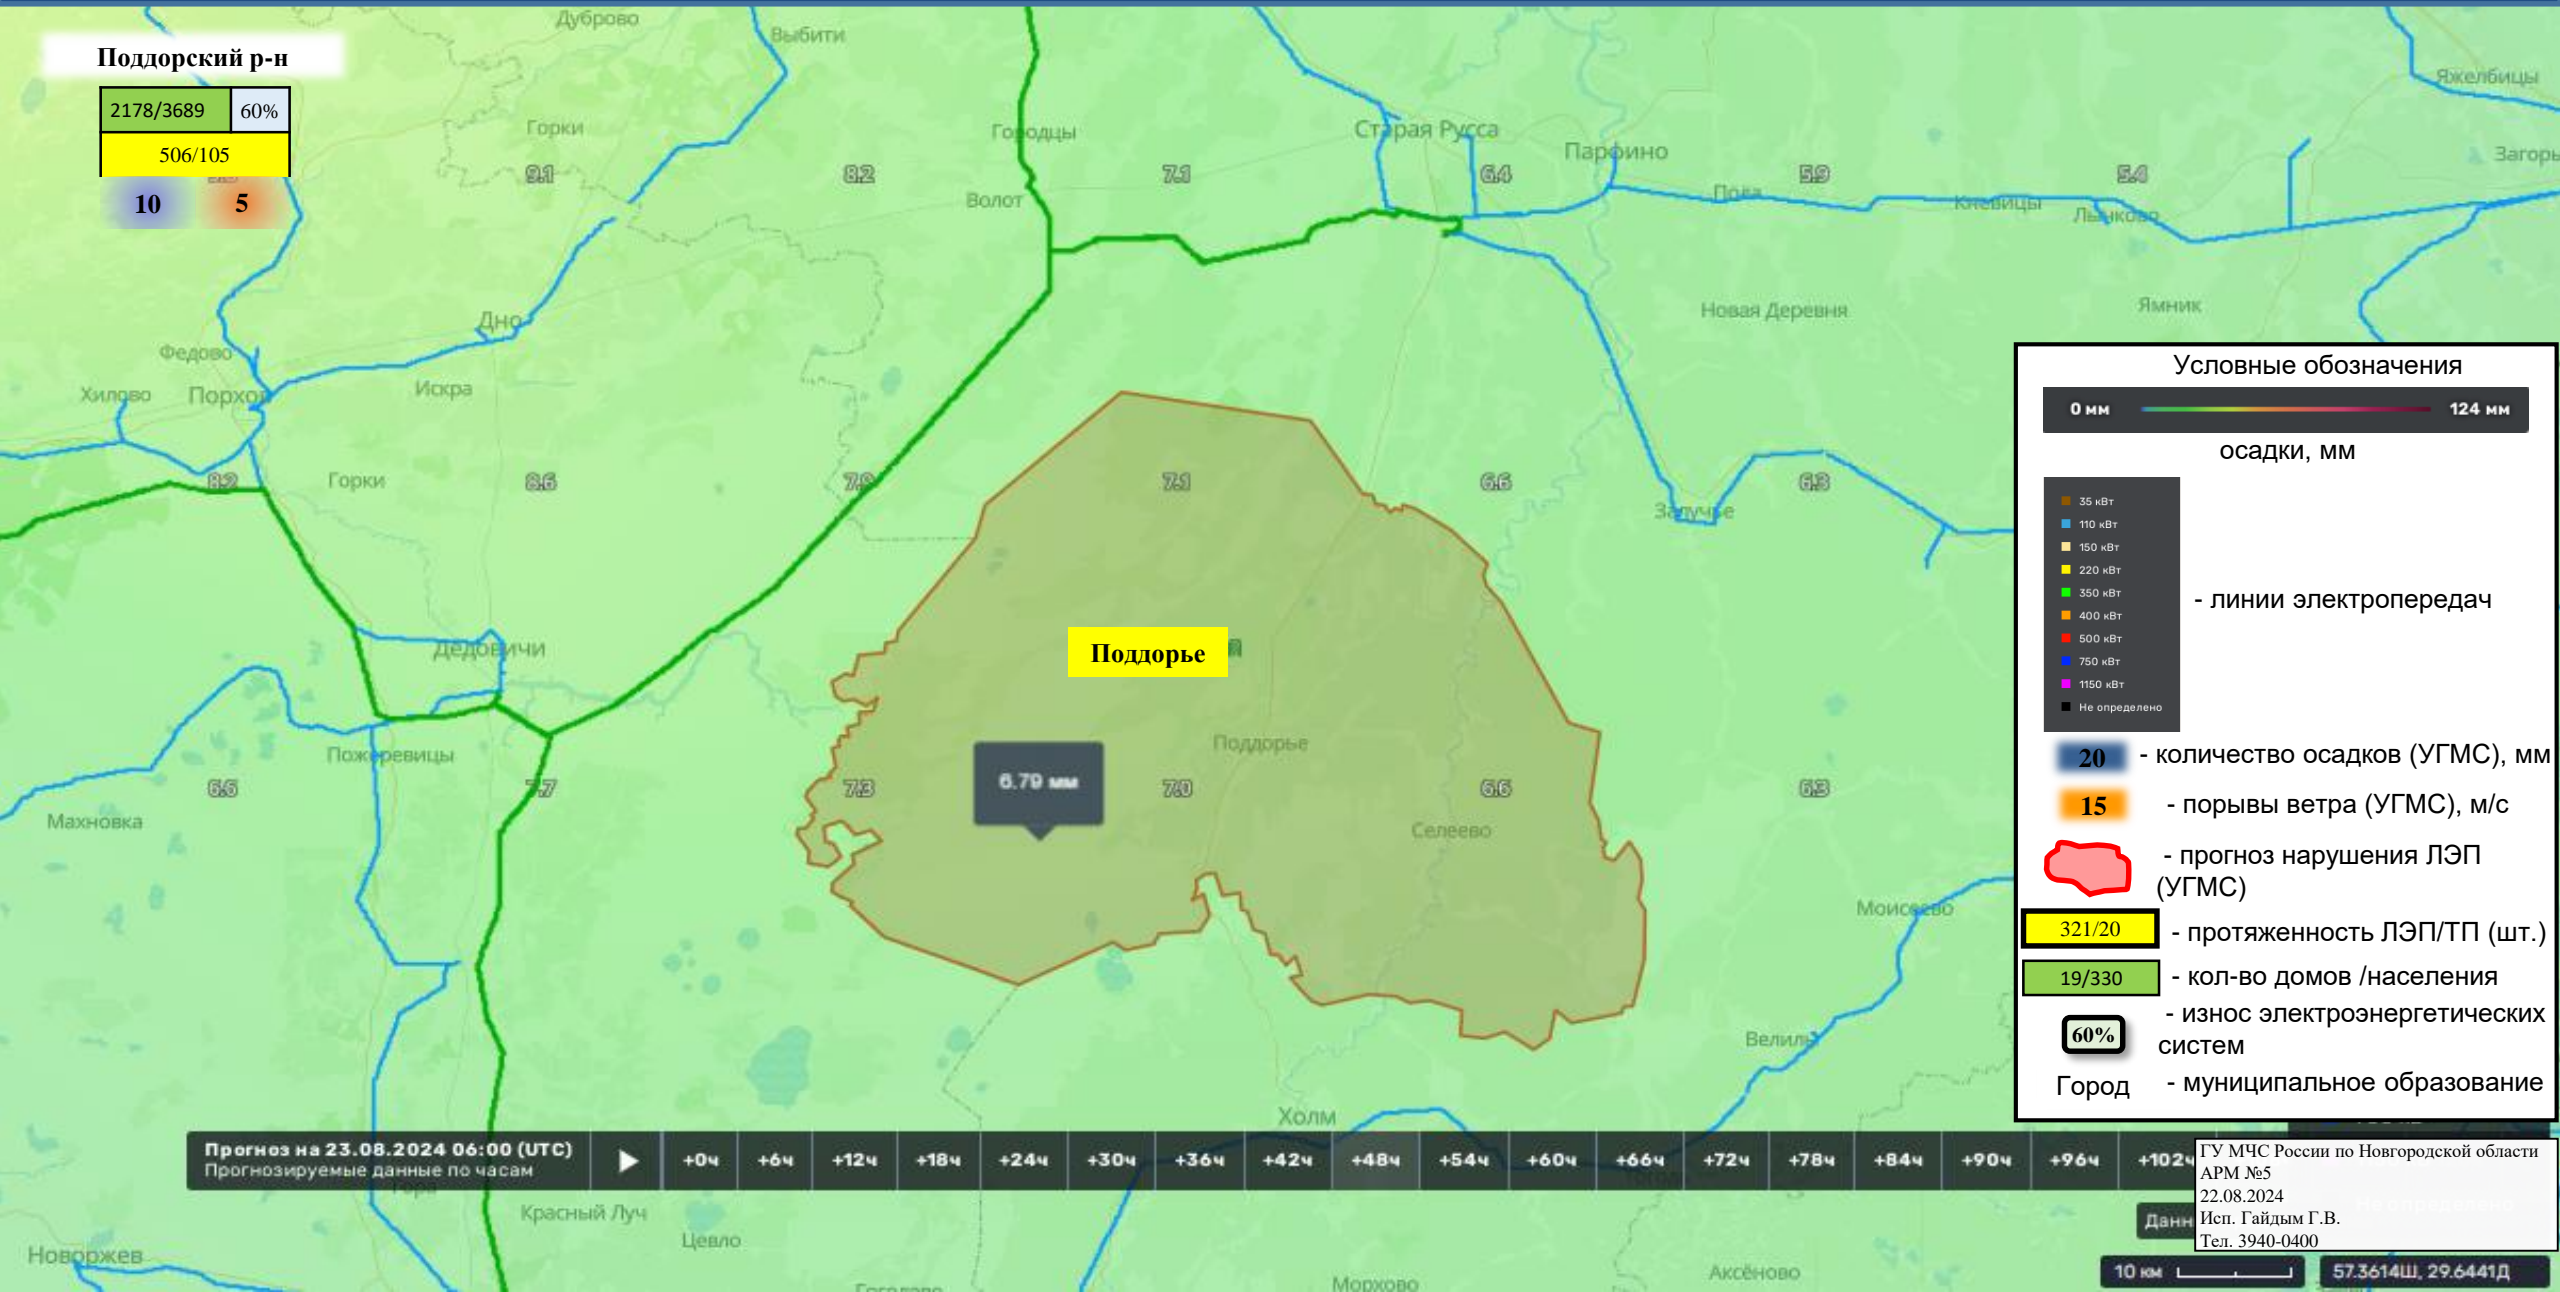 Дуброво
Выбити
Поддорский р-н
Яжелбицы
2178/3689 60%
Горки
Городцы
Старая Русса
Парфино
506/105
9.1
8.2
7.1
6.4
5.9
5.4
Волот
Пола
Кневицы
Лычково
10 5
Новая Деревня
Ямник
Дно
Федово
Хилово
Порхов
Искра
Условные обозначения
0 мм 124 мм
осадки, мм
8.2
Горки
8.6
7.9
7.1
6.6
6.3
Залучье
35 кВт
110 кВт
150 кВт
220 кВт
350 кВт
400 кВт
500 кВт
750 кВт
1150 кВт
Не определено
- линии электропередач
Дедовичи
Поддорье
Поддорье
Пожеревицы
6.79 мм
6.6
7.7
7.3
7.0
6.6
6.3
Махновка
Селеево
Моисеево
20 - количество осадков (УГМС), мм
15 - порывы ветра (УГМС), м/с
- прогноз нарушения ЛЭП
(УГМС)
321/20 - протяженность ЛЭП/ТП (шт.)
19/330 - кол-во домов /населения
60% - износ электроэнергетических
систем
Город - муниципальное образование
Холм
Прогноз на 23.08.2024 06:00 (UTC)
Прогнозируемые данные по часам
+0ч +6ч +12ч +18ч +24ч +30ч +36ч +42ч +48ч +54ч +60ч +66ч +72ч +78ч +84ч +90ч +96ч +102ч
ГУ МЧС России по Новгородской области
АРМ №5
22.08.2024
Исп. Гайдым Г.В.
Тел. 3940-0400
Красный Луч
Цевло
Новоржев
Аксёново
Морхово
10 км
57.3614Ш, 29.6441Д